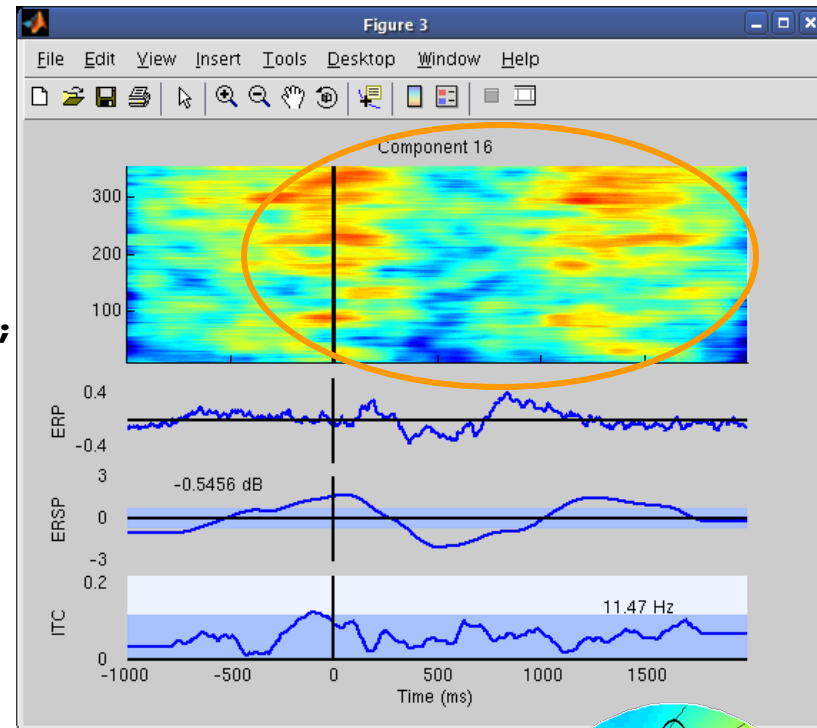 Figure 3
File Edit View Insert Tools Desktop Window Help
Component 16
300
200
100
;
0.4
ERP
-0.4
3
-0.5456 dB
ERSP
0
-3
0.2
11.47 Hz
ITC
0
-1000 -500 0 500 1000 1500
Time (ms)